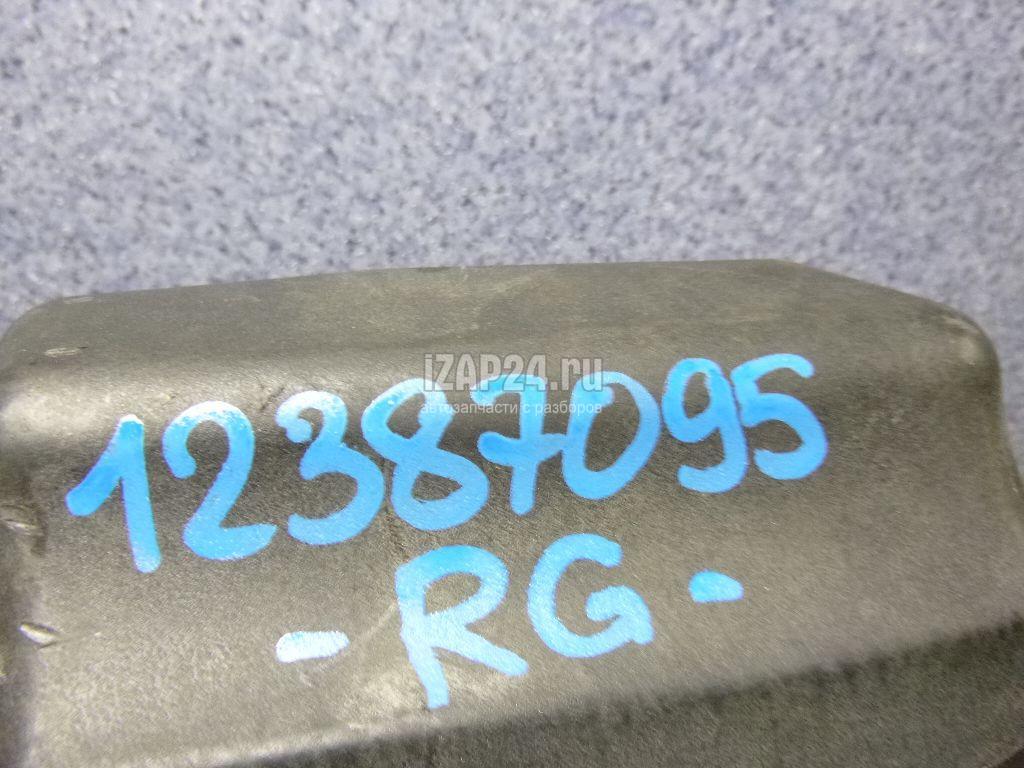 iZAP24.ru
автозапчасти с разборов
12387095
-RG-